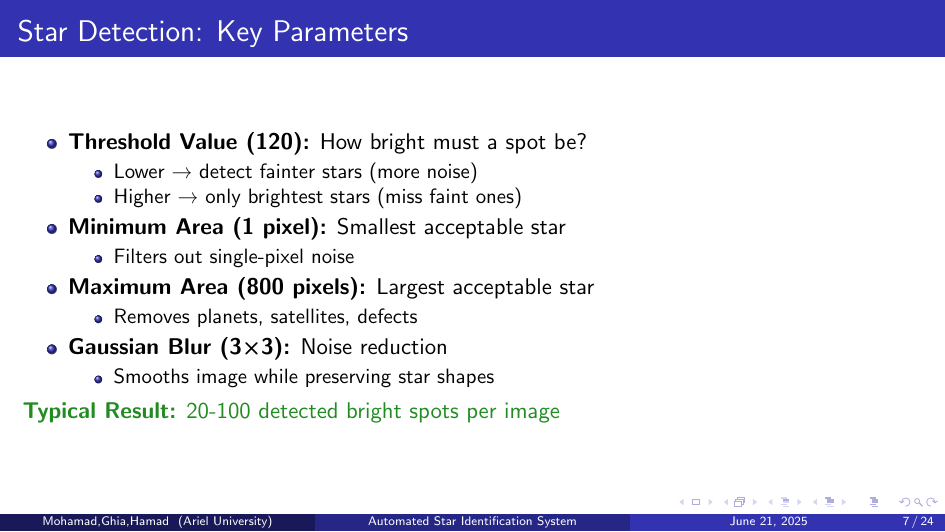 Star Detection: Key Parameters
Threshold Value (120): How bright must a spot be?
Lower → detect fainter stars (more noise)
Higher → only brightest stars (miss faint ones)
Minimum Area (1 pixel): Smallest acceptable star
Filters out single-pixel noise
Maximum Area (800 pixels): Largest acceptable star
Removes planets, satellites, defects
Gaussian Blur (3×3): Noise reduction
Smooths image while preserving star shapes
Typical Result: 20-100 detected bright spots per image
Mohamad,Ghia,Hamad (Ariel University) Automated Star Identification System June 21, 2025 7 / 24